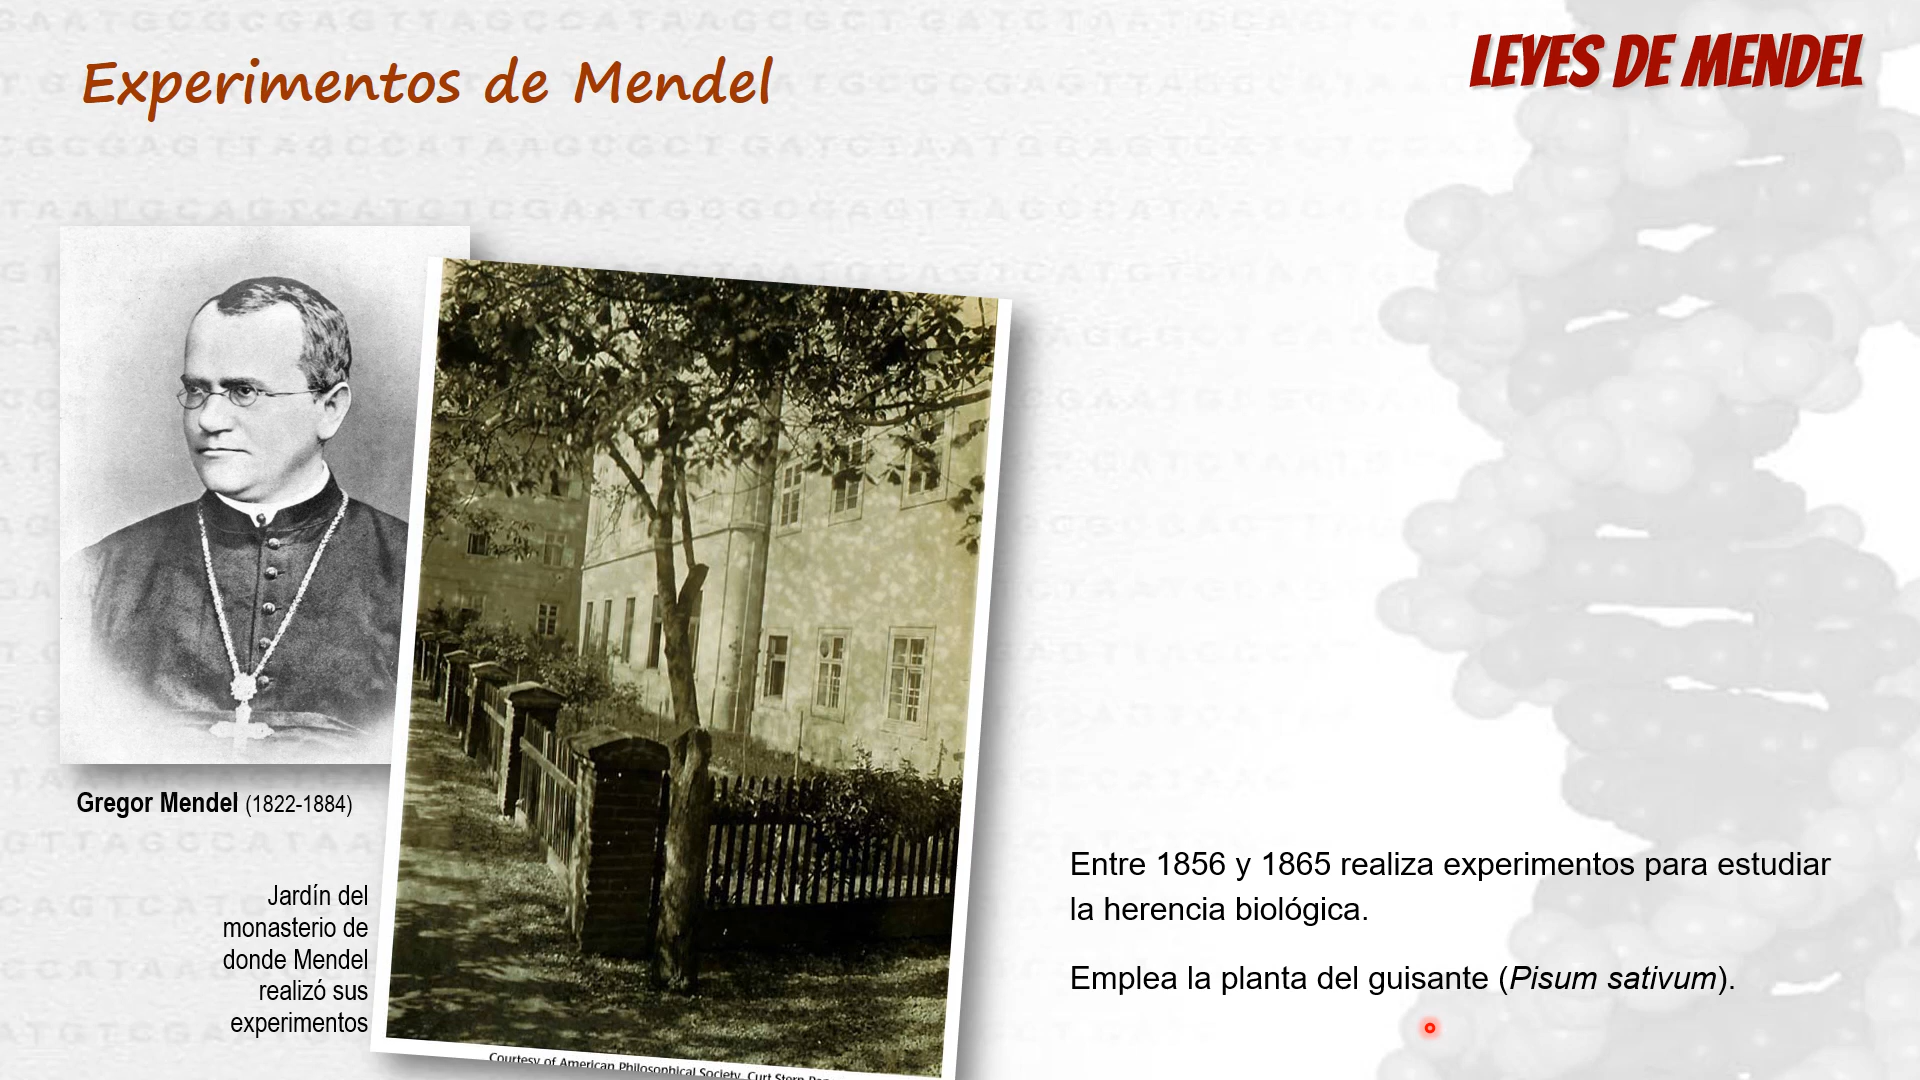 Experimentos de Mendel
LEYES DE MENDEL
Gregor Mendel (1822-1884)
Jardín del
monasterio de
donde Mendel
realizó sus
experimentos
Courtesy of American Philosophical Society, Curt Stern
Entre 1856 y 1865 realiza experimentos para estudiar
la herencia biológica.
Emplea la planta del guisante (Pisum sativum).